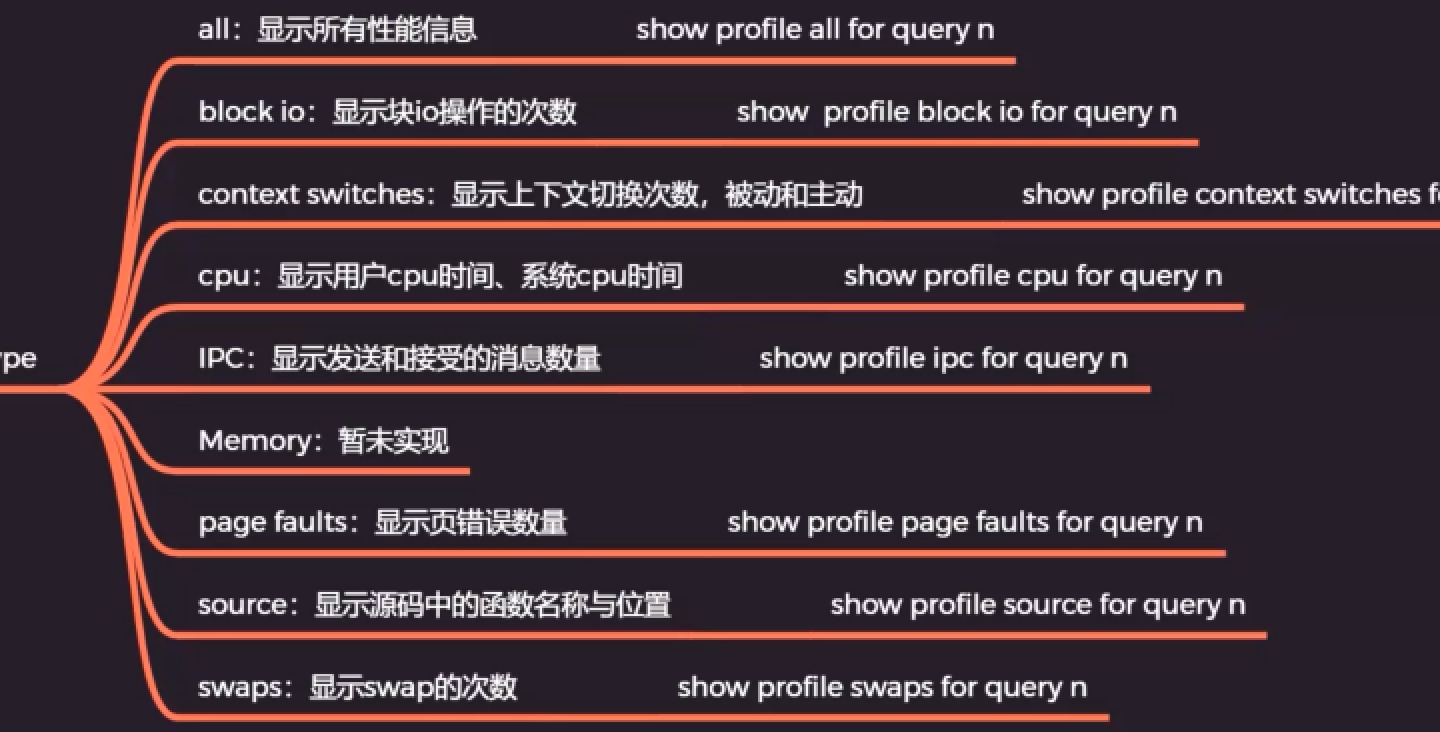 all：显示所有性能信息 show profile all for query n
block io：显示块io操作的次数 show  profile block io for query n
context switches：显示上下文切换次数，被动和主动 show profile context switches
cpu：显示用户cpu时间、系统cpu时间 show profile cpu for query n
IPC：显示发送和接受的消息数量 show profile ipc for query n
Memory：暂未实现
page faults：显示页错误数量 show profile page faults for query n
source：显示源码中的函数名称与位置 show profile source for query n
swaps：显示swap的次数 show profile swaps for query n